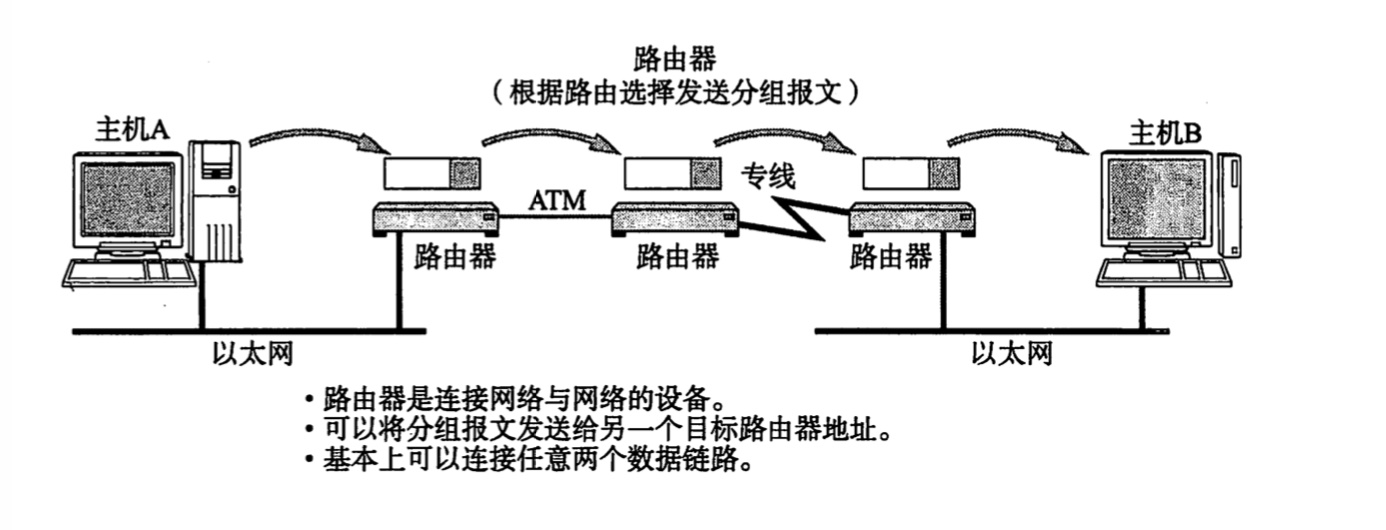 路由器
（根据路由选择发送分组报文）
主机A
主机B
专线
ATM
路由器
路由器
路由器
以太网
以太网
・路由器是连接网络与网络的设备。
・可以将分组报文发送给另一个目标路由器地址。
・基本上可以连接任意两个数据链路。